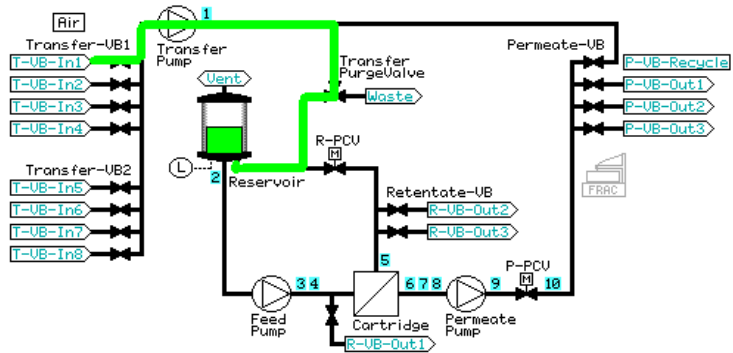 1
Air
Transfer-VB1
Transfer
Pump
Permeate-VB
T-VB-In1
T-VB-In2
T-VB-In3
T-VB-In4
Vent
Transfer
PurgeValve
Waste
P-VB-Recycle
P-VB-Out1
P-VB-Out2
P-VB-Out3
R-PCV
M
Transfer-VB2
L
2
Reservoir
T-VB-In5
T-VB-In6
T-VB-In7
T-VB-In8
Retentate-VB
R-VB-Out2
R-VB-Out3
FRAC
5
P-PCV
M
3 4
6 7 8
9
10
Feed
Pump
Cartridge
Permeate
Pump
R-VB-Out1